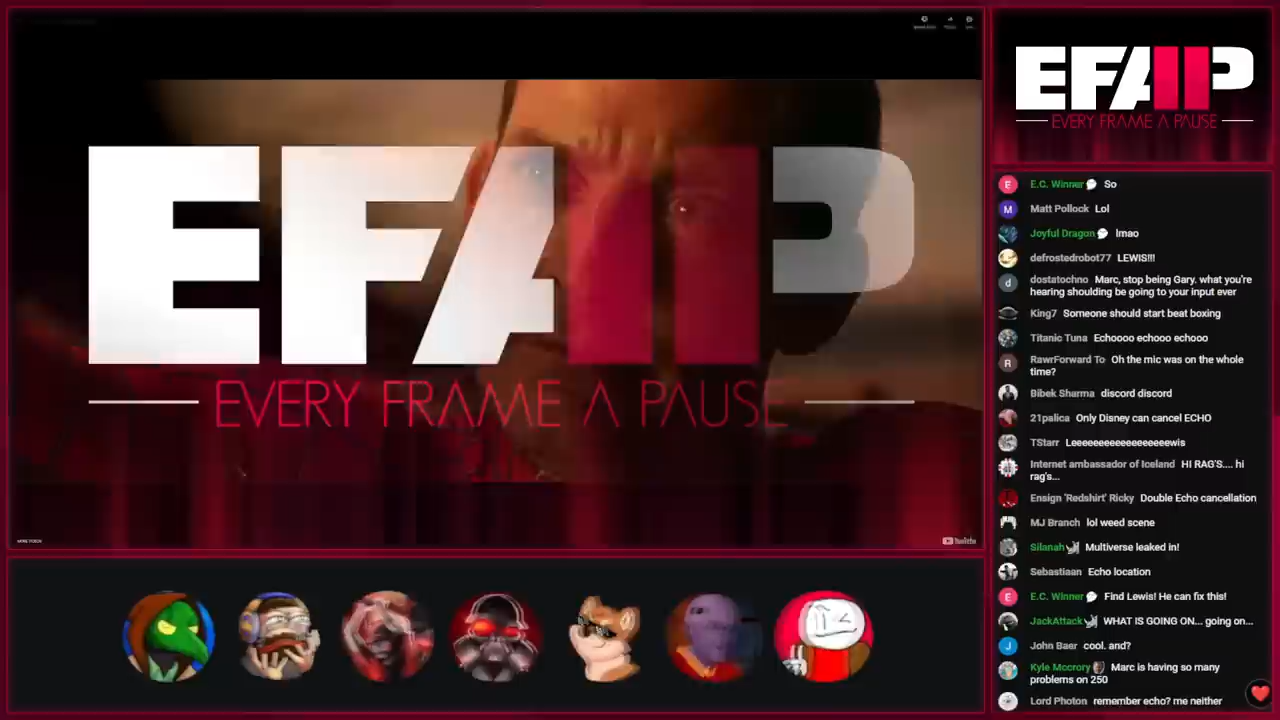 EFAP
EVERY FRAME A PAUSE
YouTube
EFAP
EVERY FRAME A PAUSE
E.C. Winner So
Matt Pollock Lol
Joyful Dragon lmao
defrostedrobot77 LEWIS!!!
dostatochno Marc, stop being Gary. what you're
hearing shoulding be going to your input ever
King7 Someone should start beat boxing
Titanic Tuna Echoooo echooo echooo
RawrForward To Oh the mic was on the whole
time?
Bibek Sharma discord discord
21palica Only Disney can cancel ECHO
TStarr Leeeeeeeeeeeeeeeeewis
Internet ambassador of Iceland HI RAG'S.... hi
rag's...
Ensign 'Redshirt' Ricky Double Echo cancellation
MJ Branch lol weed scene
Silanah Multiverse leaked in!
Sebastiaan Echo location
E.C. Winner Find Lewis! He can fix this!
JackAttack WHAT IS GOING ON... going on...
John Baer cool. and?
Kyle Mccrory Marc is having so many
problems on 250
Lord Photon remember echo? me neither